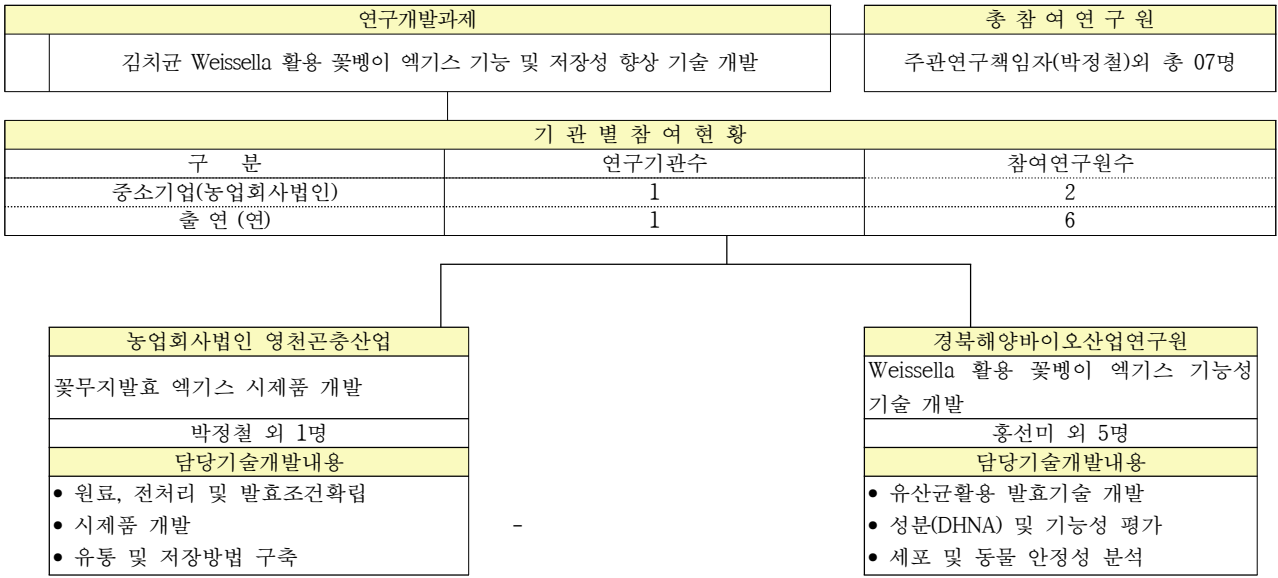 연구개발과제
총 참 여 연 구 원
김치균 Weissella 활용 꽃벵이 엑기스 기능 및 저장성 향상 기술 개발
주관연구책임자(박정철)외 총 07명
기 관 별 참 여 현 황
구 분 연구기관수 참여연구원수
중소기업(농업회사법인) 1 2
출 연 (연) 1 6
농업회사법인 영천곤충산업
꽃무지발효 엑기스 시제품 개발
박정철 외 1명
담당기술개발내용
• 원료, 전처리 및 발효조건확립
• 시제품 개발
• 유통 및 저장방법 구축
-
경북해양바이오산업연구원
Weissella 활용 꽃벵이 엑기스 기능성
기술 개발
홍선미 외 5명
담당기술개발내용
• 유산균활용 발효기술 개발
• 성분(DHNA) 및 기능성 평가
• 세포 및 동물 안정성 분석